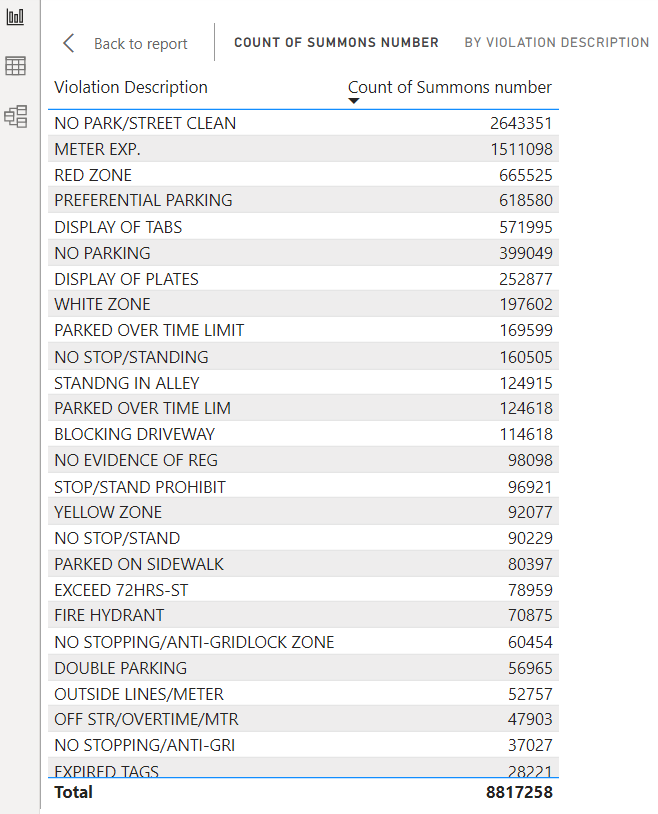 Back to report COUNT OF SUMMONS NUMBER BY VIOLATION DESCRIPTION
Violation Description Count of Summons number
NO PARK/STREET CLEAN 2643351
METER EXP. 1511098
RED ZONE 665525
PREFERENTIAL PARKING 618580
DISPLAY OF TABS 571995
NO PARKING 399049
DISPLAY OF PLATES 252877
WHITE ZONE 197602
PARKED OVER TIME LIMIT 169599
NO STOP/STANDING 160505
STANDNG IN ALLEY 124915
PARKED OVER TIME LIM 124618
BLOCKING DRIVEWAY 114618
NO EVIDENCE OF REG 98098
STOP/STAND PROHIBIT 96921
YELLOW ZONE 92077
NO STOP/STAND 90229
PARKED ON SIDEWALK 80397
EXCEED 72HRS-ST 78959
FIRE HYDRANT 70875
NO STOPPING/ANTI-GRIDLOCK ZONE 60454
DOUBLE PARKING 56965
OUTSIDE LINES/METER 52757
OFF STR/OVERTIME/MTR 47903
NO STOPPING/ANTI-GRI 37027
EXPIRED TAGS 28221
Total 8817258